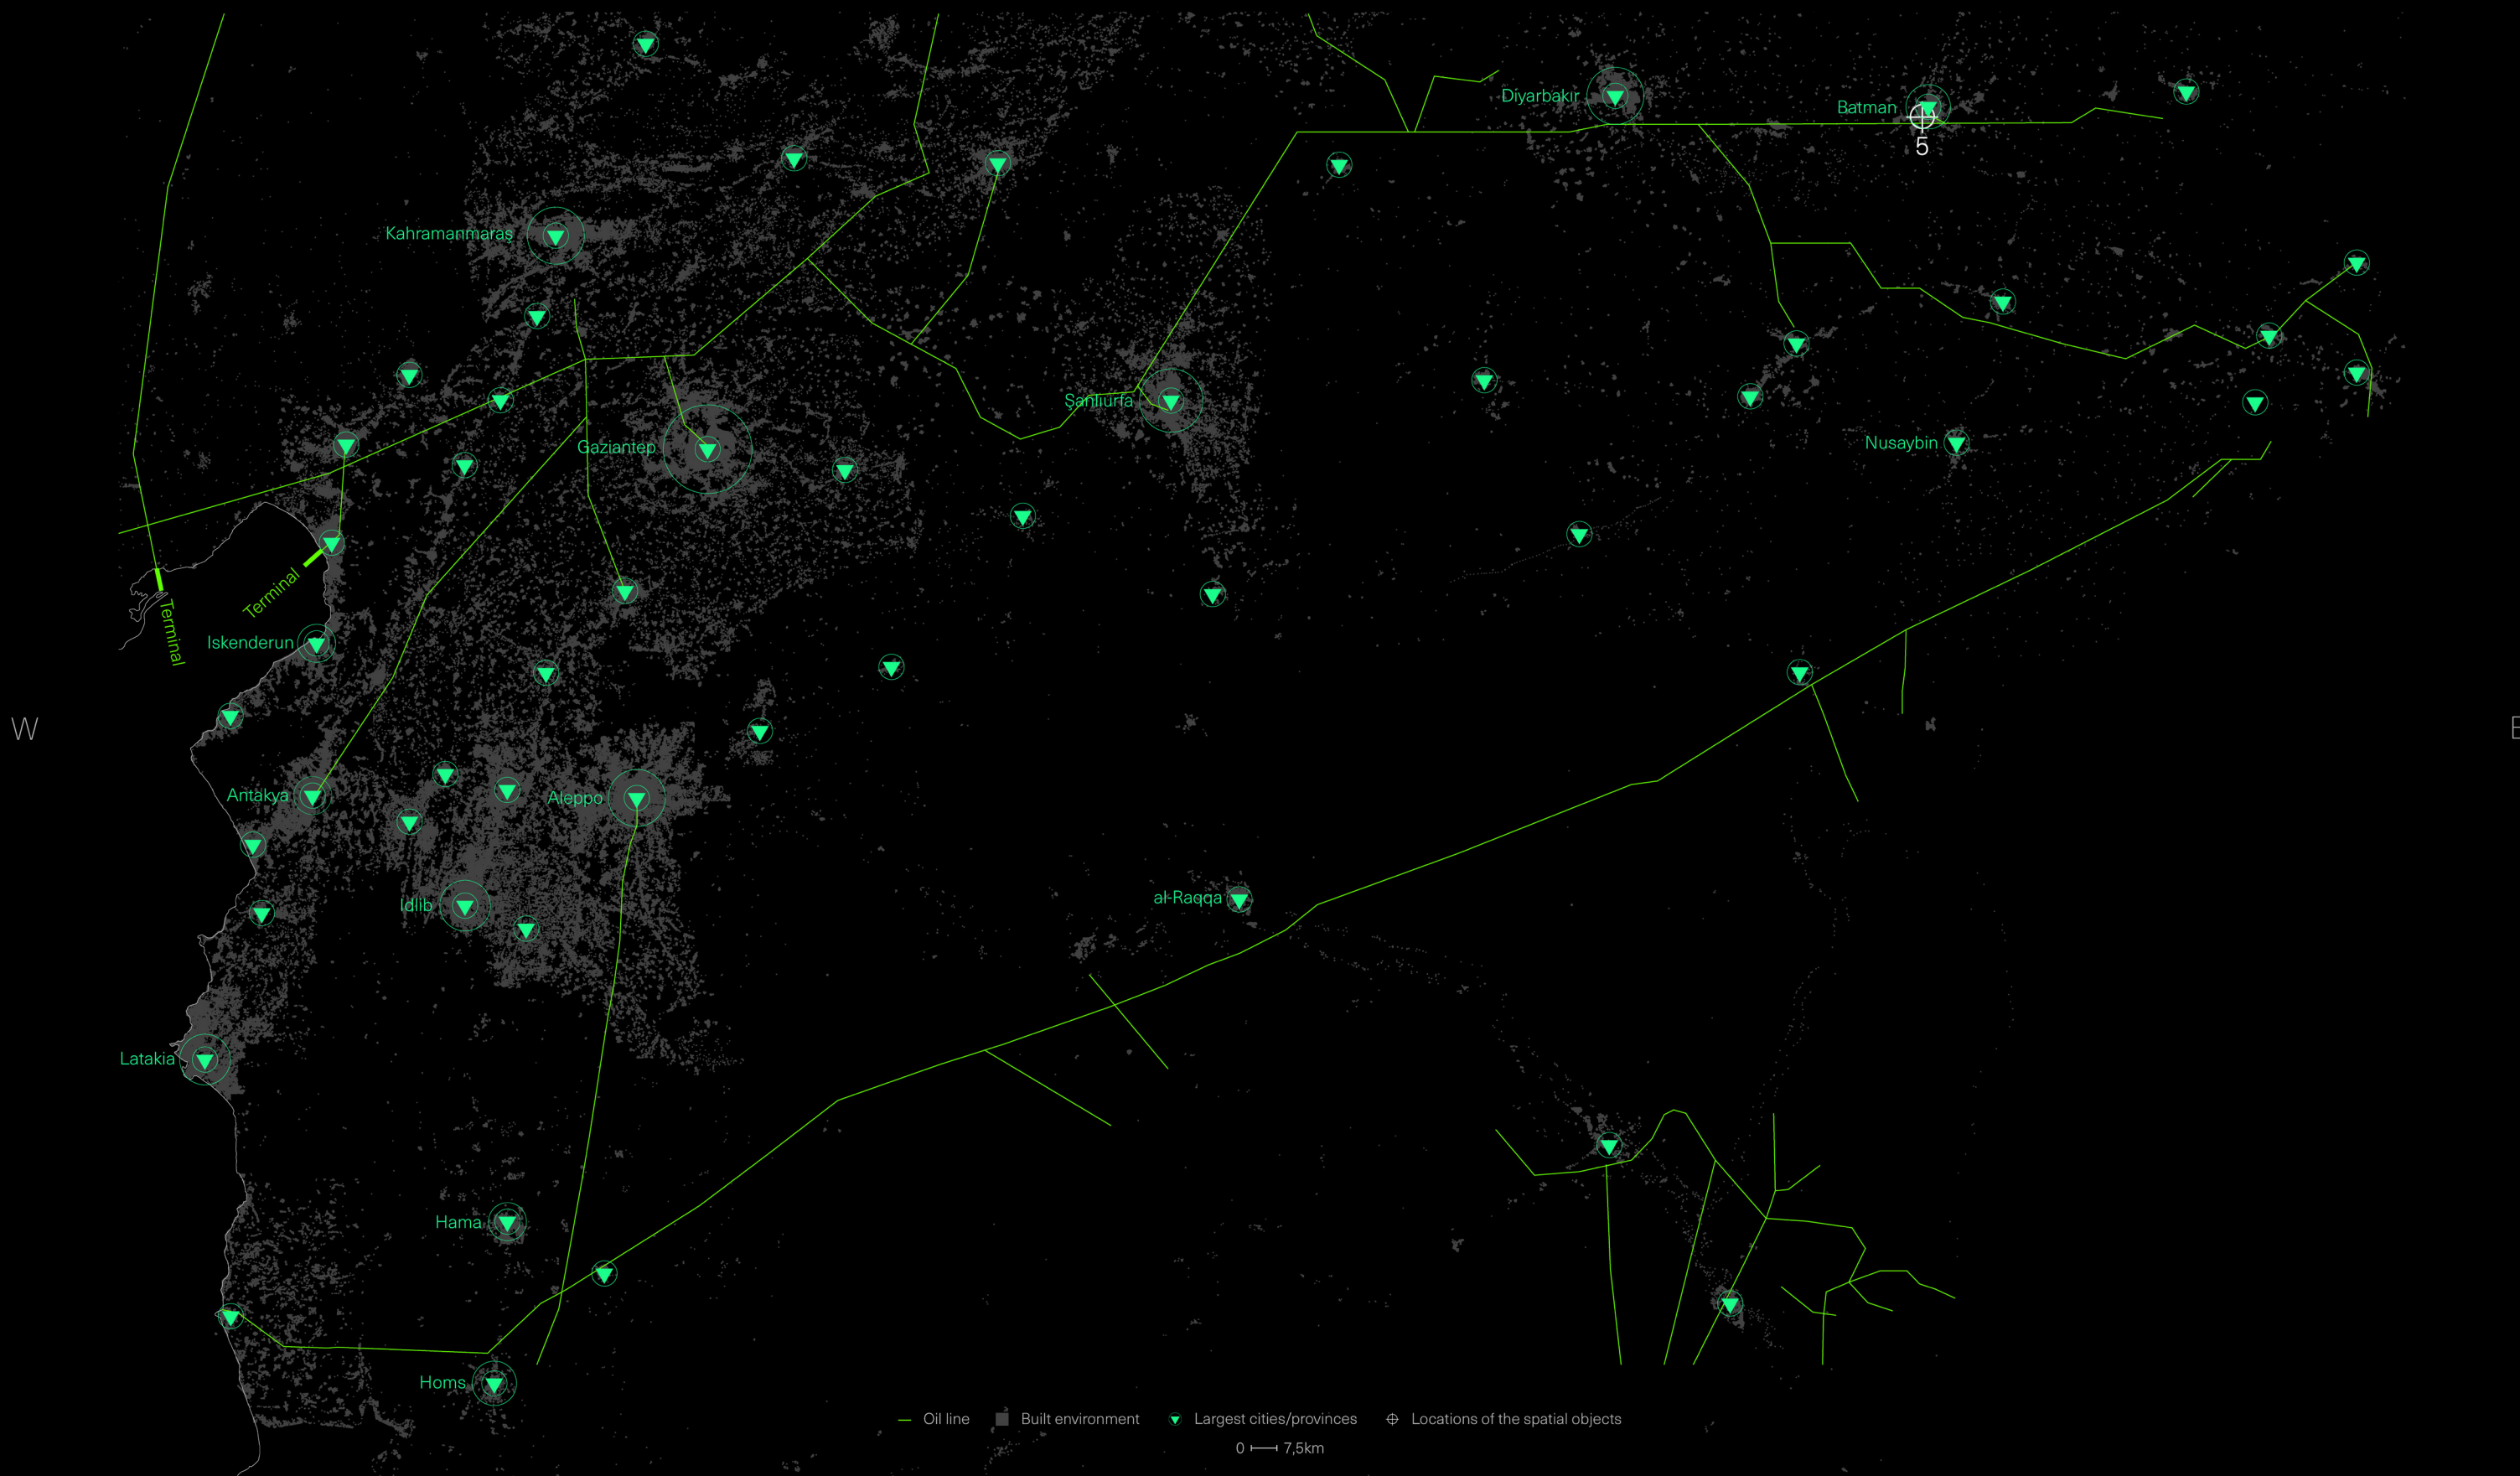 Diyarbakır
Batman
5
Kahramanmaraş
Şanlıurfa
Gaziantep
Nusaybin
Terminal
Terminal
Iskenderun
W
E
Antakya
Aleppo
al-Raqqa
Idlib
Latakia
Hama
Homs
Oil line
Built environment
Largest cities/provinces
Locations of the spatial objects
0
7,5km